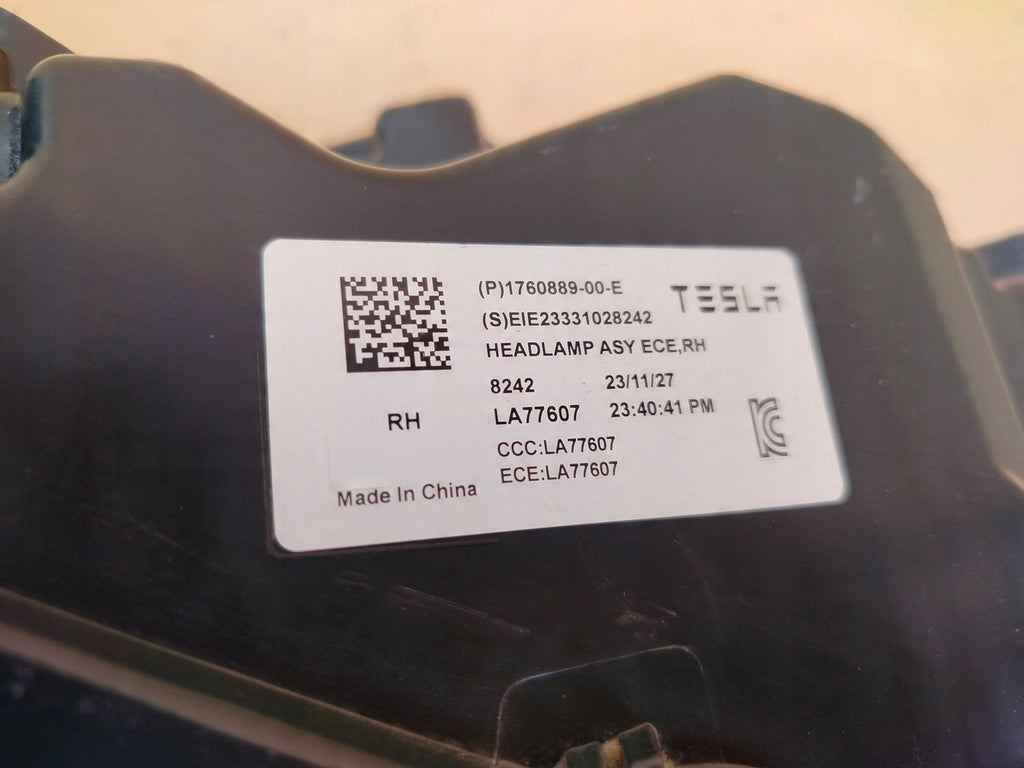 (P)1760889-00-E
TESLA
(S)EIE23331028242
HEADLAMP ASY ECE,RH
8242 23/11/27
RH LA77607 23:40:41 PM
CCC:LA77607
ECE:LA77607
Made In China